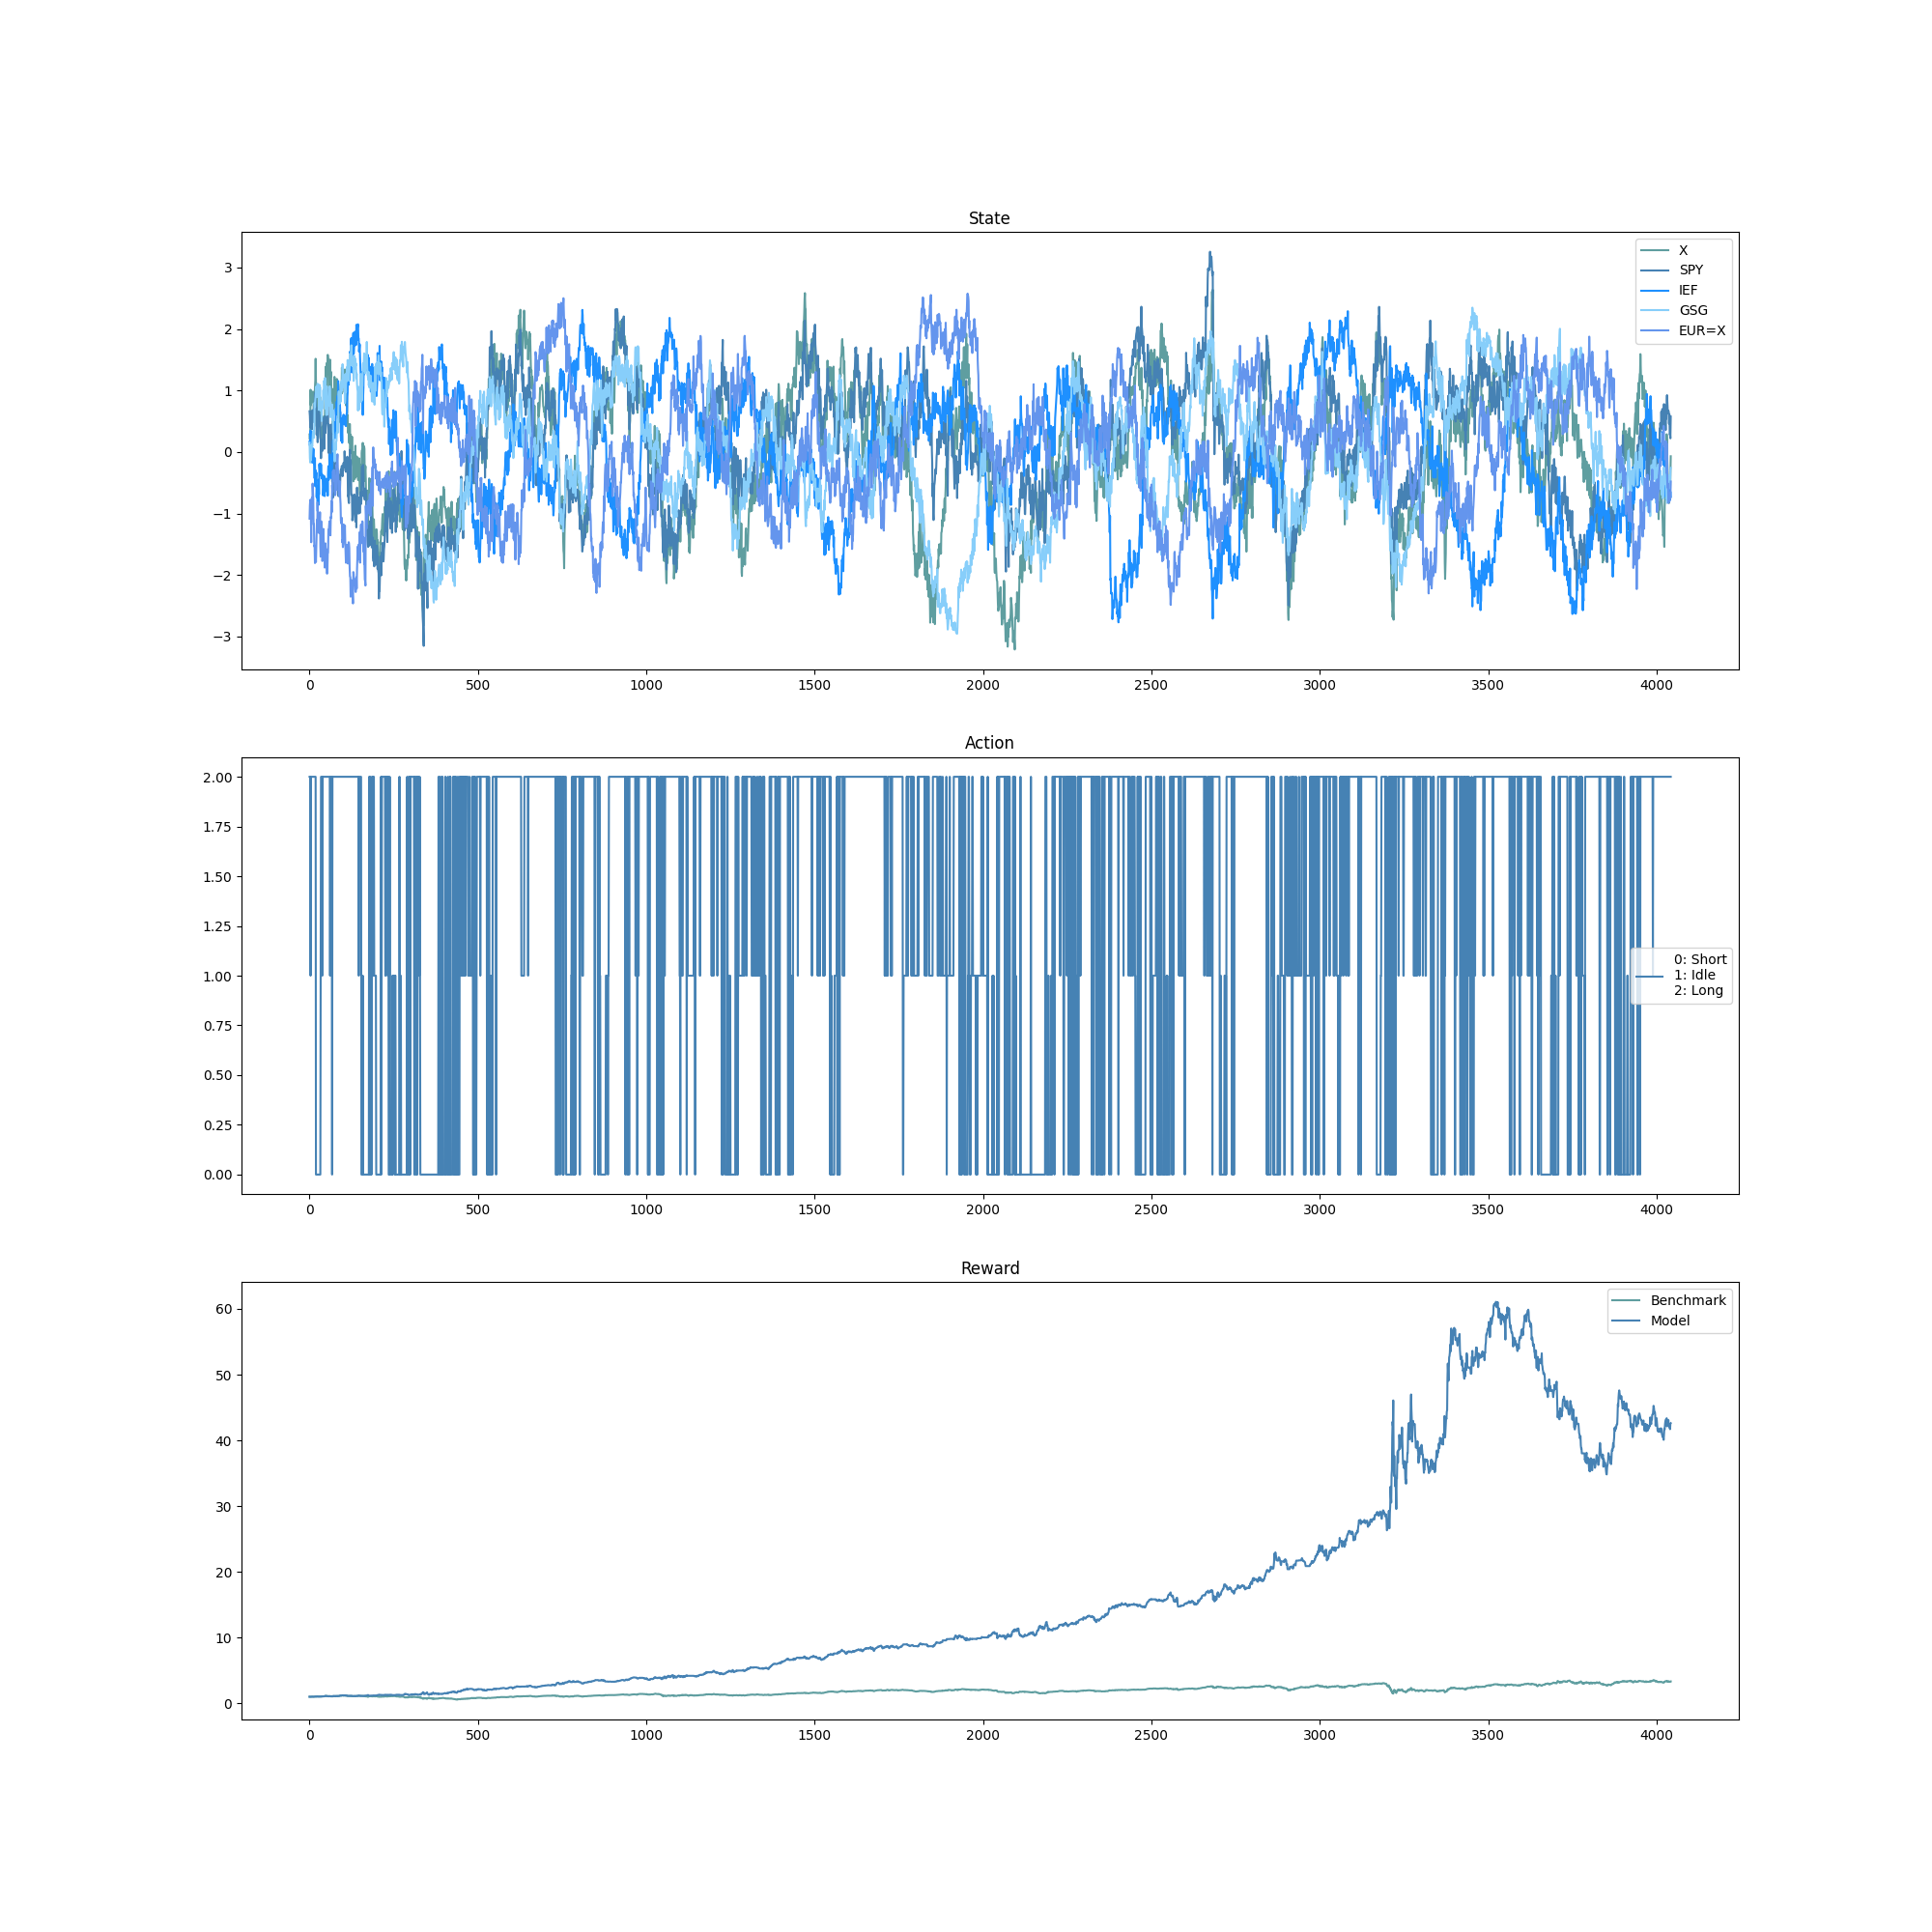 State
3
2
1
0
−1
−2
−3
X
SPY
IEF
GSG
EUR=X
0 500 1000 1500 2000 2500 3000 3500 4000
Action
2.00
1.75
1.50
1.25
1.00
0.75
0.50
0.25
0.00
0: Short
1: Idle
2: Long
0 500 1000 1500 2000 2500 3000 3500 4000
Reward
60
50
40
30
20
10
0
Benchmark
Model
0 500 1000 1500 2000 2500 3000 3500 4000